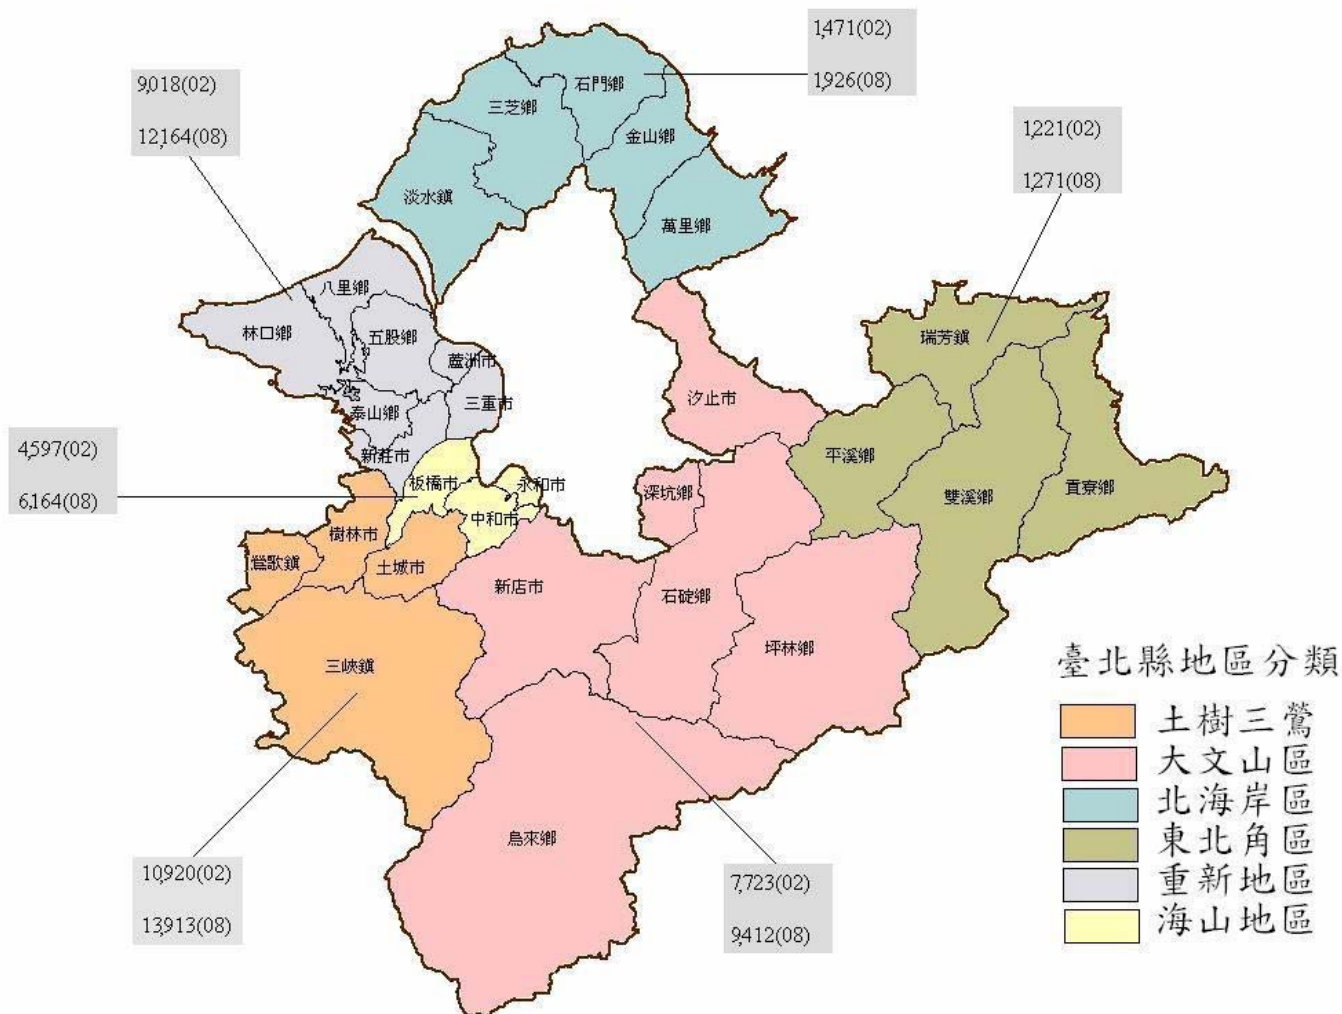 1,471(02)
1,926(08)
9,018(02)
12,164(08)
1,221(02)
1,271(08)
石門鄉
三芝鄉
金山鄉
淡水鎮
萬里鄉
八里鄉
林口鄉
五股鄉
瑞芳鎮
蘆洲市
汐止市
三重市
泰山鄉
4,597(02)
6,164(08)
新莊市
平溪鄉
板橋市
永和市
深坑鄉
雙溪鄉
貢寮鄉
中和市
樹林市
鶯歌鎮
土城市
新店市
石碇鄉
坪林鄉
三峽鎮
臺北縣地區分類
土樹三鶯
大文山區
北海岸區
東北角區
重新地區
海山地區
烏來鄉
10,920(02)
13,913(08)
7,723(02)
9,412(08)